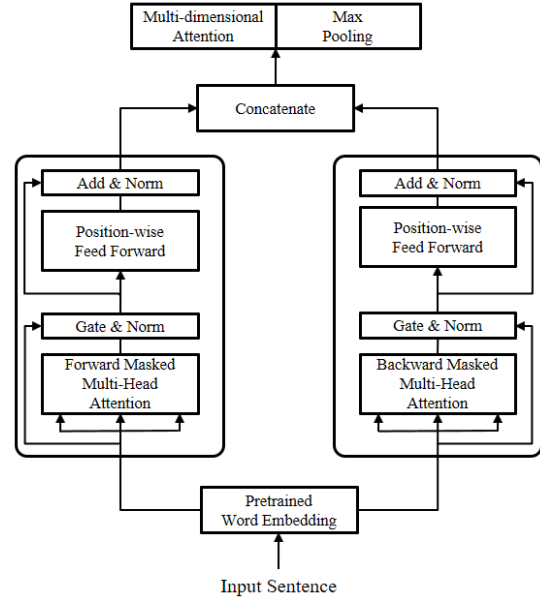 Multi-dimensional
Attention
Max
Pooling
Concatenate
Add & Norm
Position-wise
Feed Forward
Gate & Norm
Forward Masked
Multi-Head
Attention
Add & Norm
Position-wise
Feed Forward
Gate & Norm
Backward Masked
Multi-Head
Attention
Pretrained
Word Embedding
Input Sentence